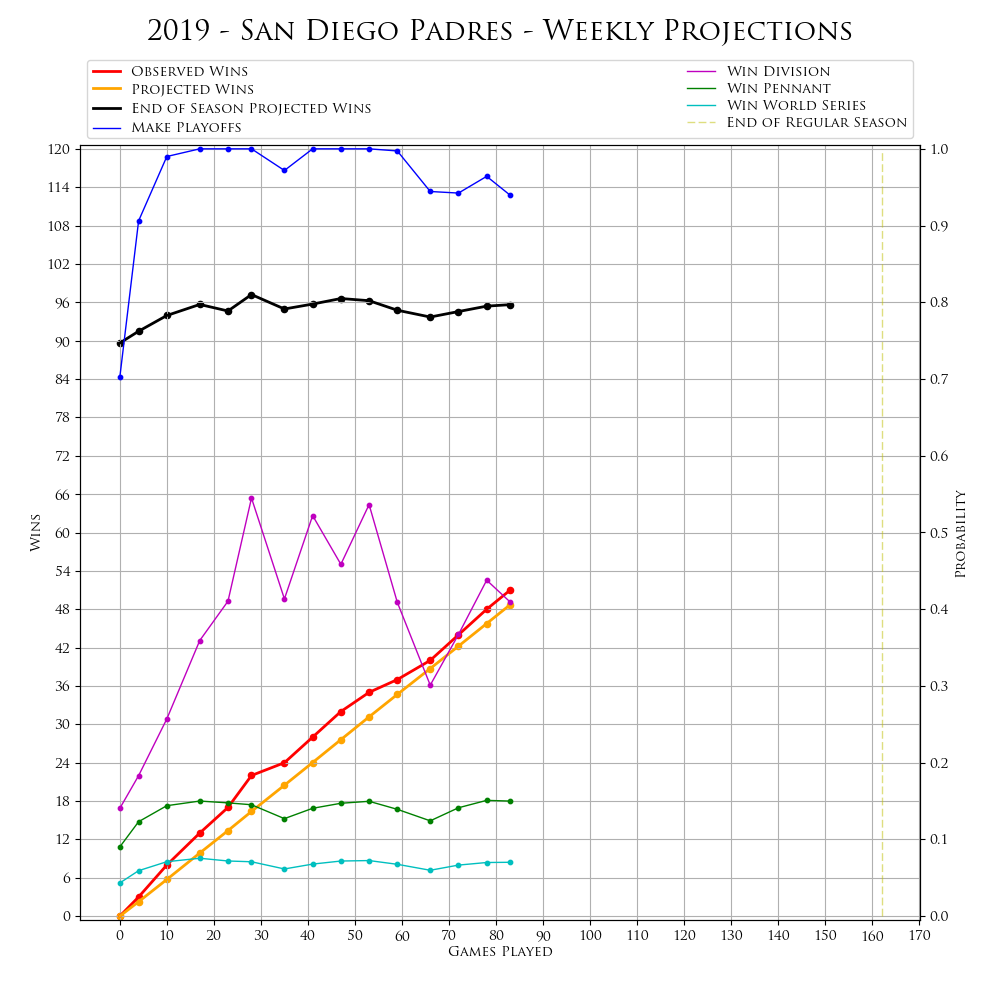 2019 - San Diego Padres - Weekly Projections
Observed Wins
Projected Wins
End of Season Projected Wins
Make Playoffs
Win Division
Win Pennant
Win World Series
End of Regular Season
120
114
108
102
96
90
84
78
72
66
60
54
48
42
36
30
24
18
12
6
0
Wins
1.0
0.9
0.8
0.7
0.6
0.5
0.4
0.3
0.2
0.1
0.0
Probability
0 10 20 30 40 50 60 70 80 90 100 110 120 130 140 150 160 170
Games Played